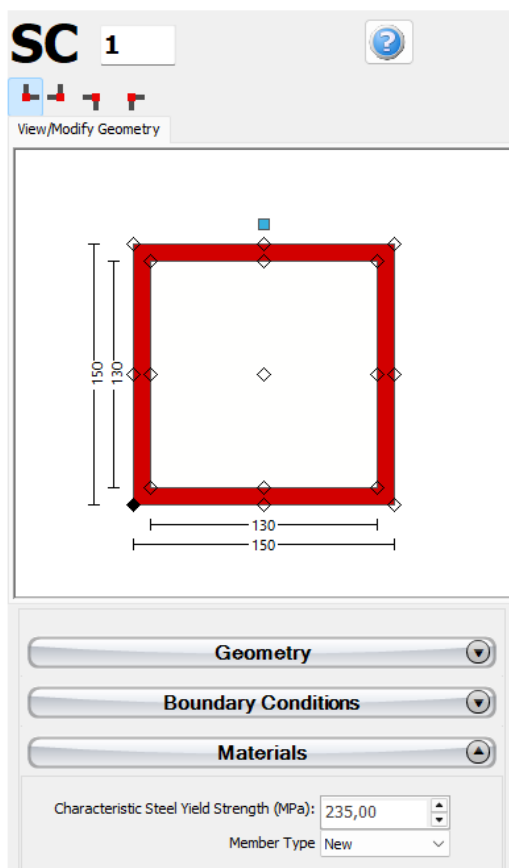 SC 1
View/Modify Geometry
150
130
130
150
Geometry
Boundary Conditions
Materials
Characteristic Steel Yield Strength (MPa): 235,00
Member Type New